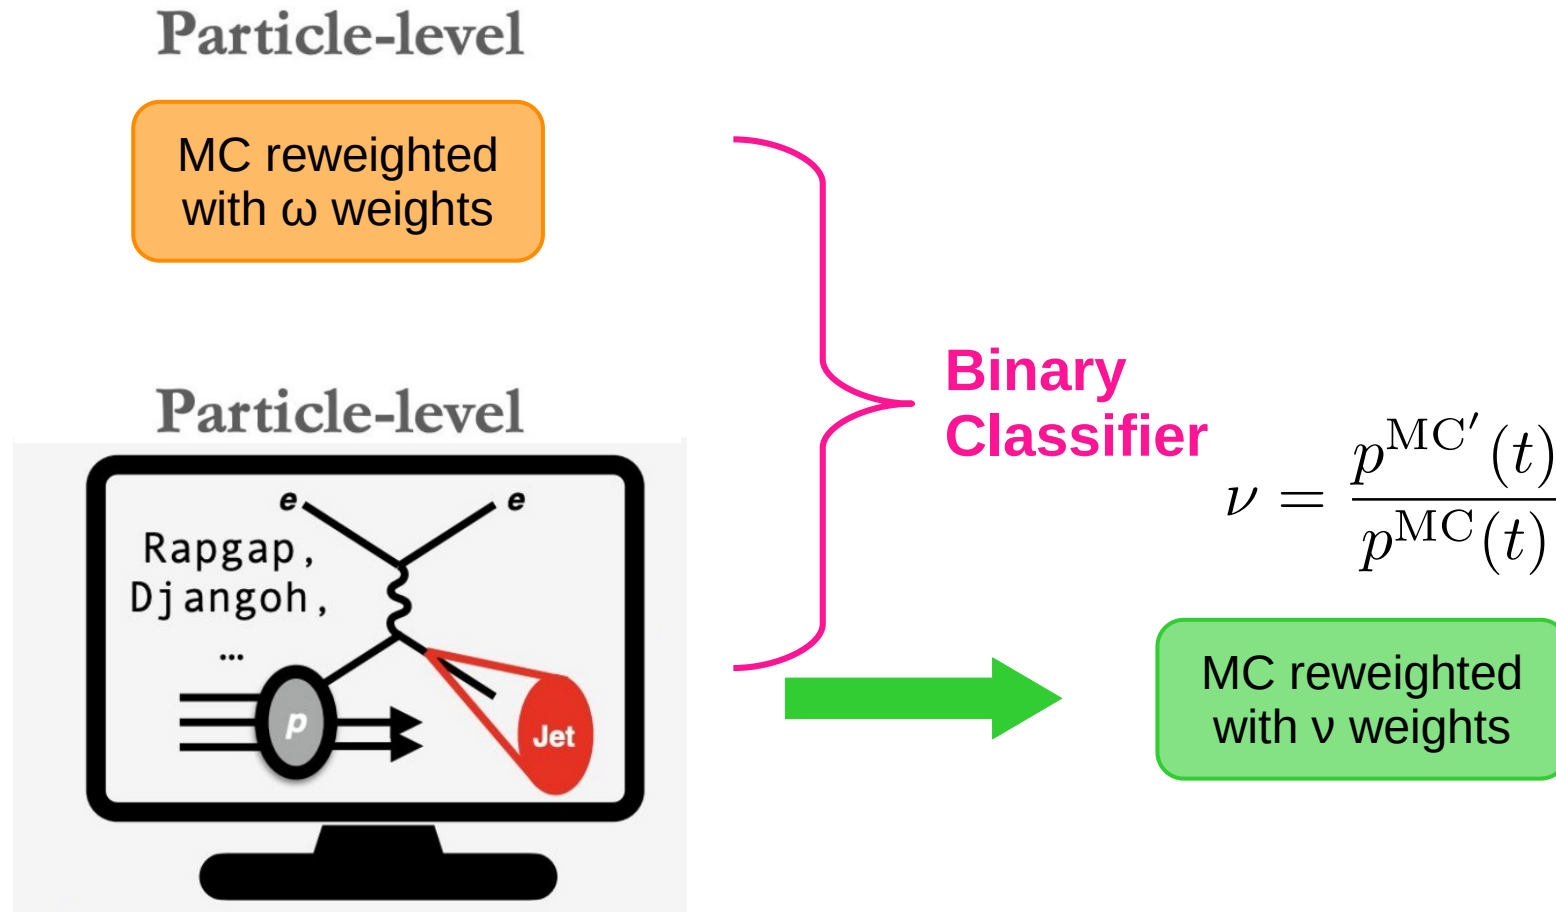 Particle-level
MC reweighted
with ω weights
Particle-level
e e
Rapgap,
Djangoh,
...
p
Jet
Binary
Classifier
ν = p^MC′(t) / p^MC(t)
MC reweighted
with ν weights